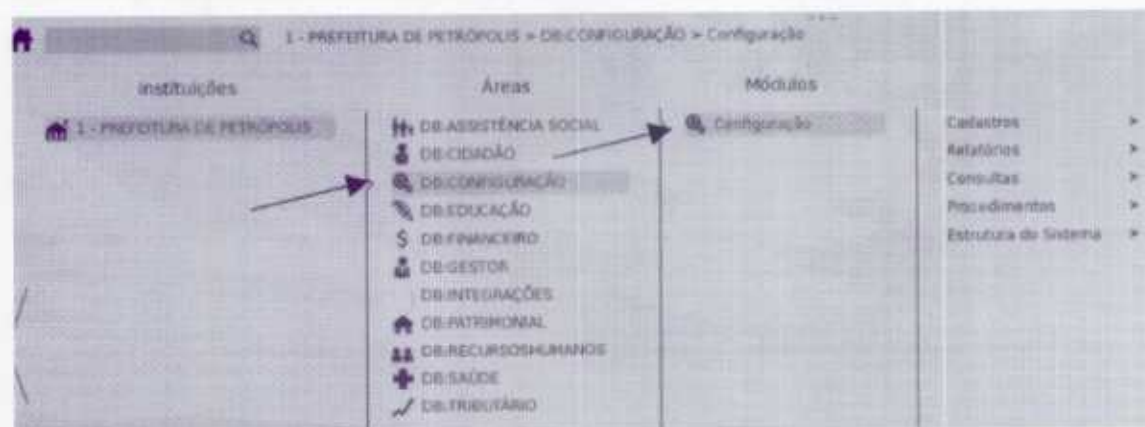 1 - PREFEITURA DE PETRÓPOLIS > DB:CONFIGURAÇÃO > Configuração
Instituições
1 - PREFEITURA DE PETRÓPOLIS
Áreas
DB:ASSISTÊNCIA SOCIAL
DB:CIDADÃO
DB:CONFIGURAÇÃO
DB:EDUCAÇÃO
DB:FINANCEIRO
DB:GESTOR
DB:INTEGRAÇÕES
DB:PATRIMONIAL
DB:RECURSOSHUMANOS
DB:SAÚDE
DB:TRIBUTÁRIO
Módulos
Configuração
Cadastros >
Relatórios >
Consultas >
Procedimentos >
Estrutura do Sistema >